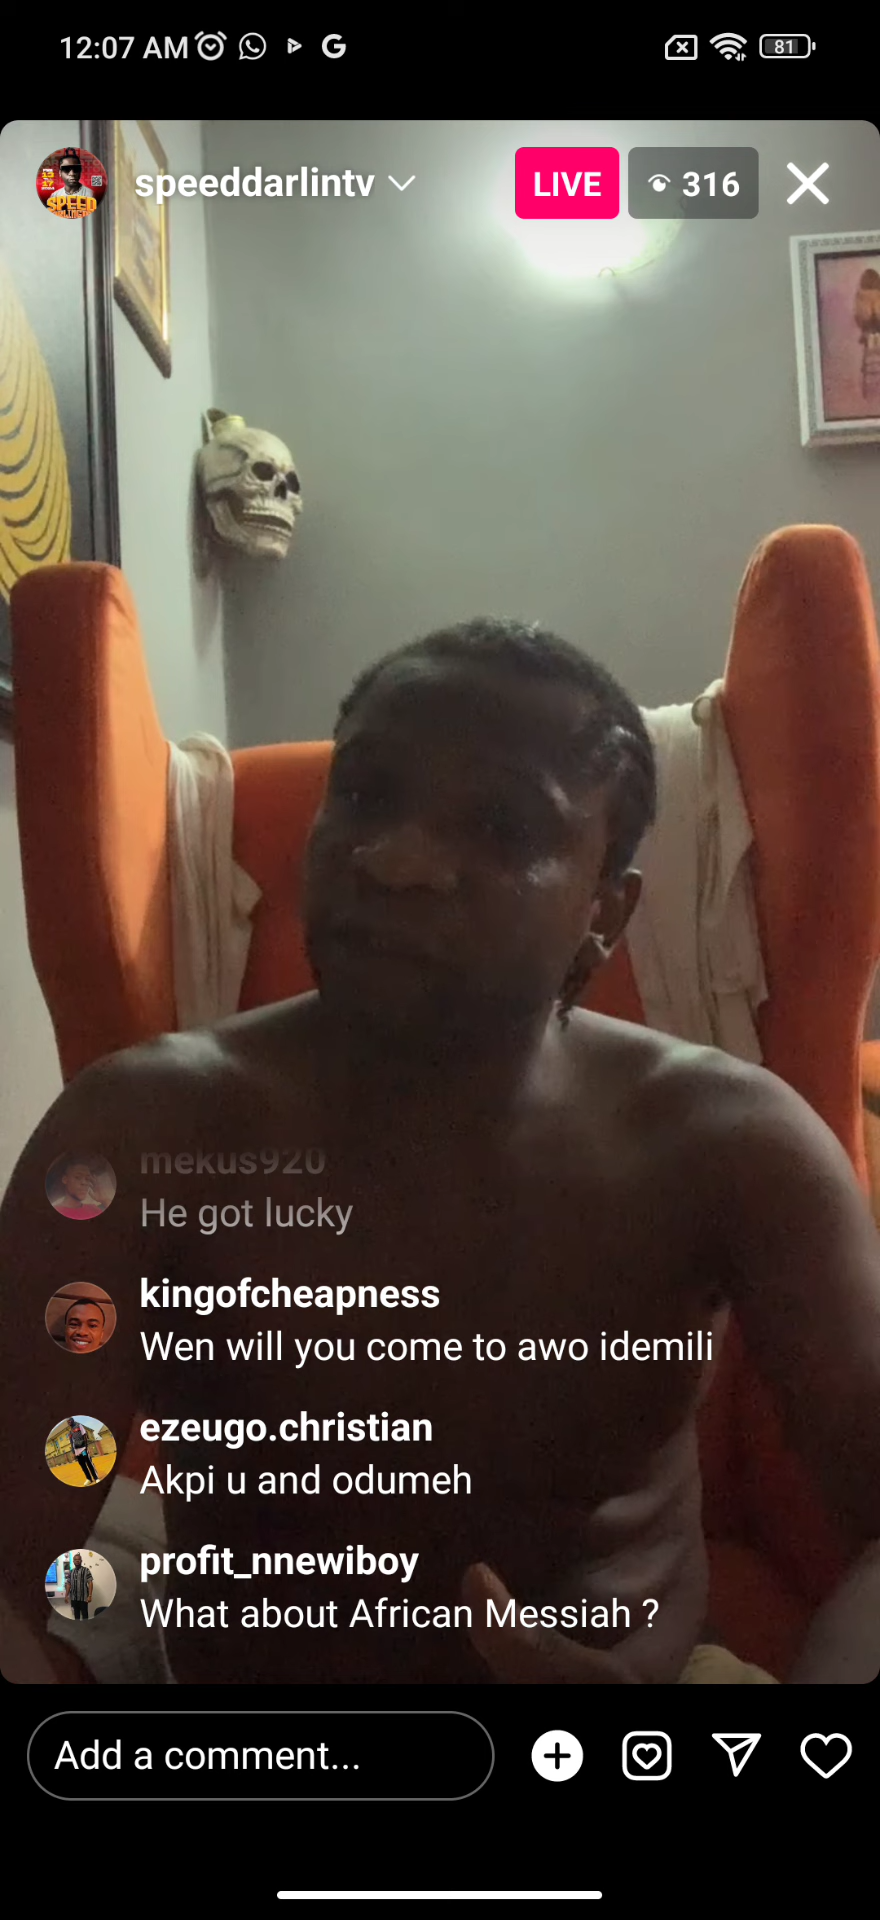 12:07 AM
81
speeddarlintv
LIVE
316
SPEED
mekus920
He got lucky
kingofcheapness
Wen will you come to awo idemili
ezeugo.christian
Akpi u and odumeh
profit_nnewiboy
What about African Messiah ?
Add a comment...